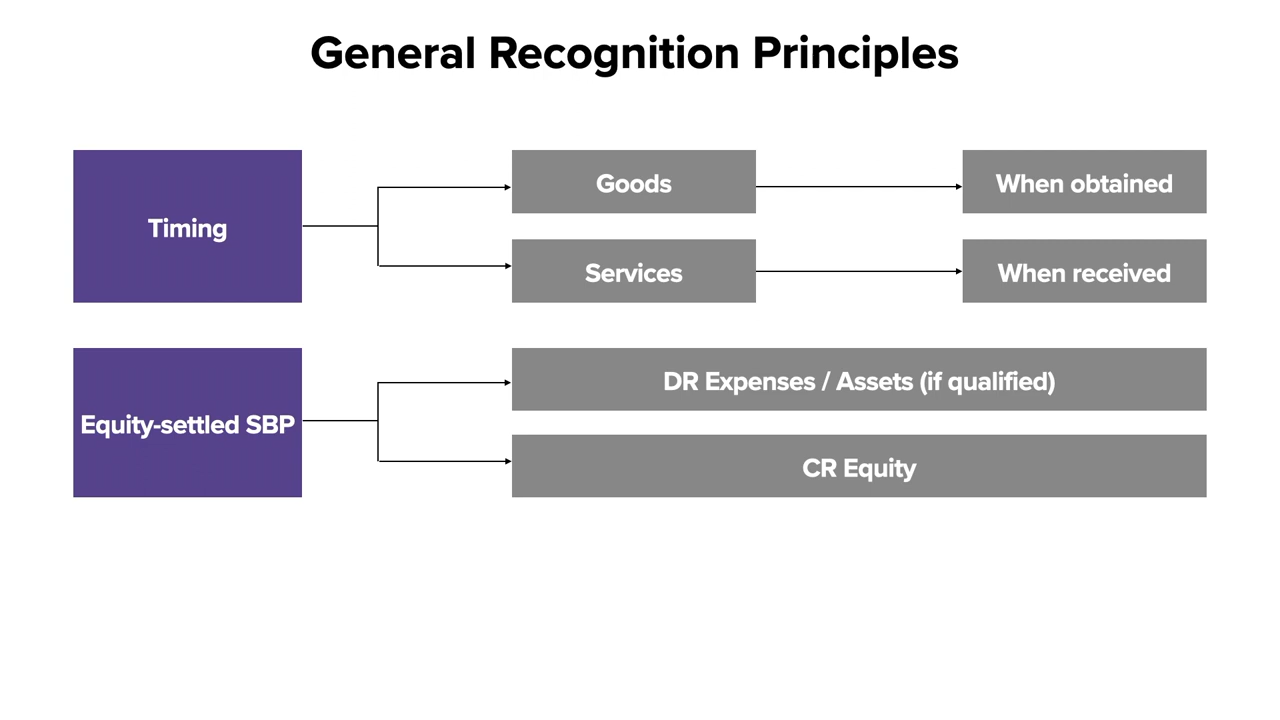 General Recognition Principles
Timing
Goods
When obtained
Services
When received
Equity-settled SBP
DR Expenses / Assets (if qualified)
CR Equity